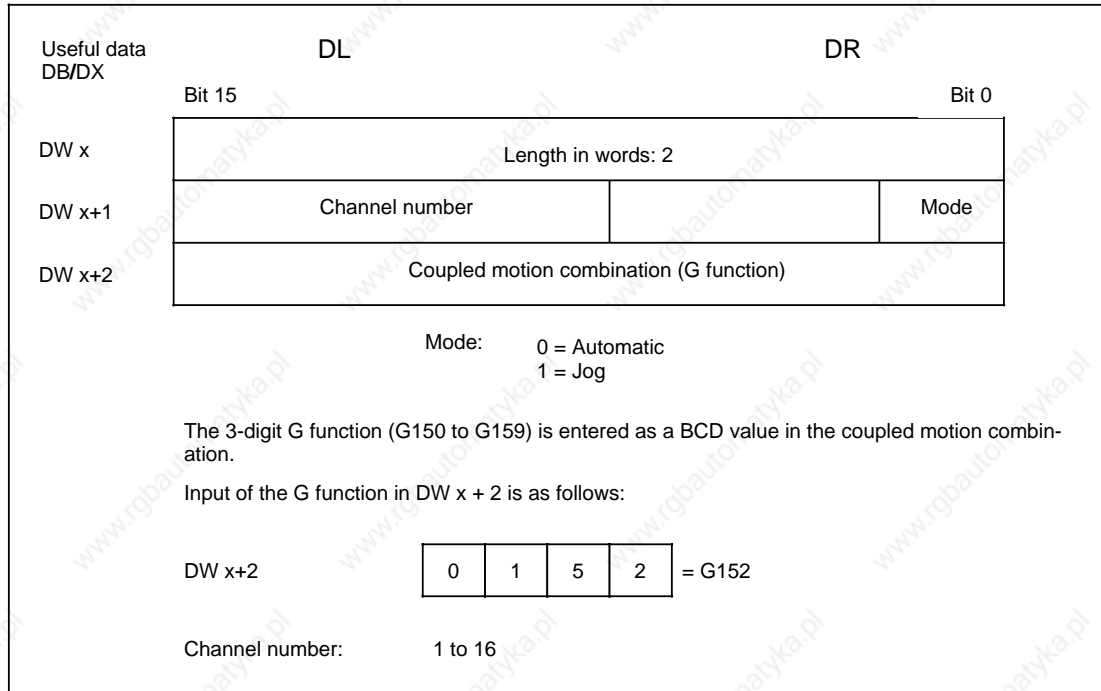 Useful data DL DR
DB/DX
Bit 15 Bit 0
DW x Length in words: 2
DW x+1 Channel number Mode
DW x+2 Coupled motion combination (G function)
Mode: 0 = Automatic
1 = Jog
The 3-digit G function (G150 to G159) is entered as a BCD value in the coupled motion combin-
ation.
Input of the G function in DW x + 2 is as follows:
DW x+2 0 1 5 2 = G152
Channel number: 1 to 16
www.rgbautomatyka.pl